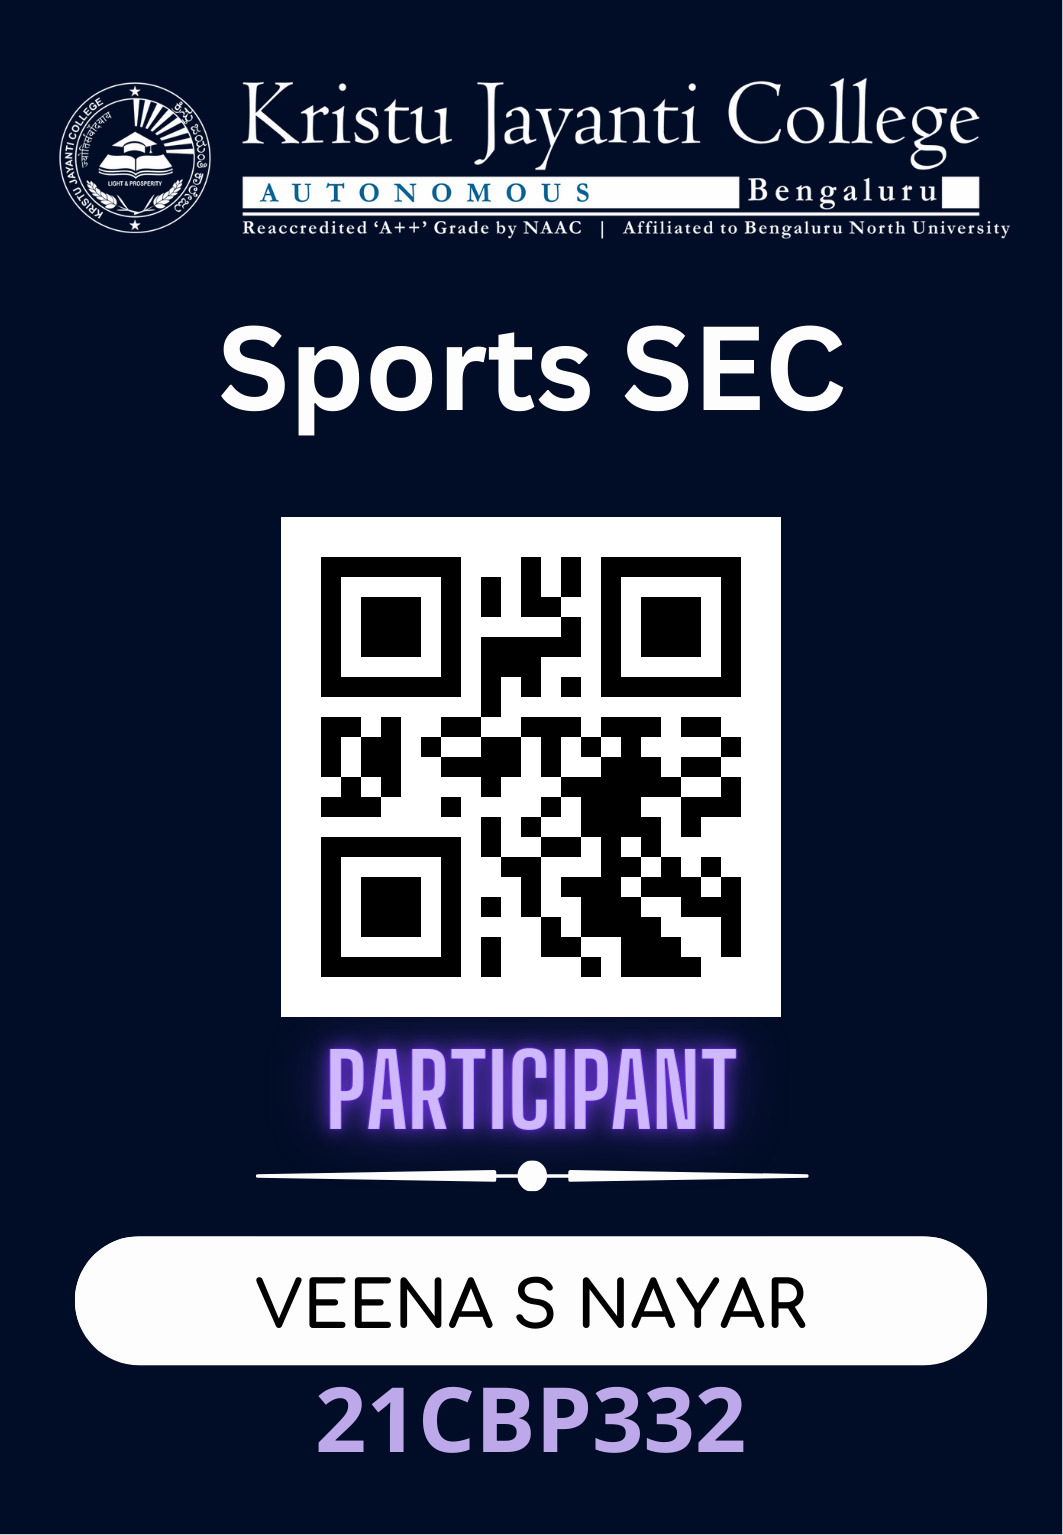 Kristu Jayanti College
AUTONOMOUS Bengaluru
Reaccredited ‘A++’ Grade by NAAC | Affiliated to Bengaluru North University
KRISTU JAYANTI COLLEGE
ಕ್ರಿಸ್ತು ಜಯಂತಿ ಕಾಲೇಜು
LIGHT & PROSPERITY
Sports SEC
PARTICIPANT
VEENA S NAYAR
21CBP332